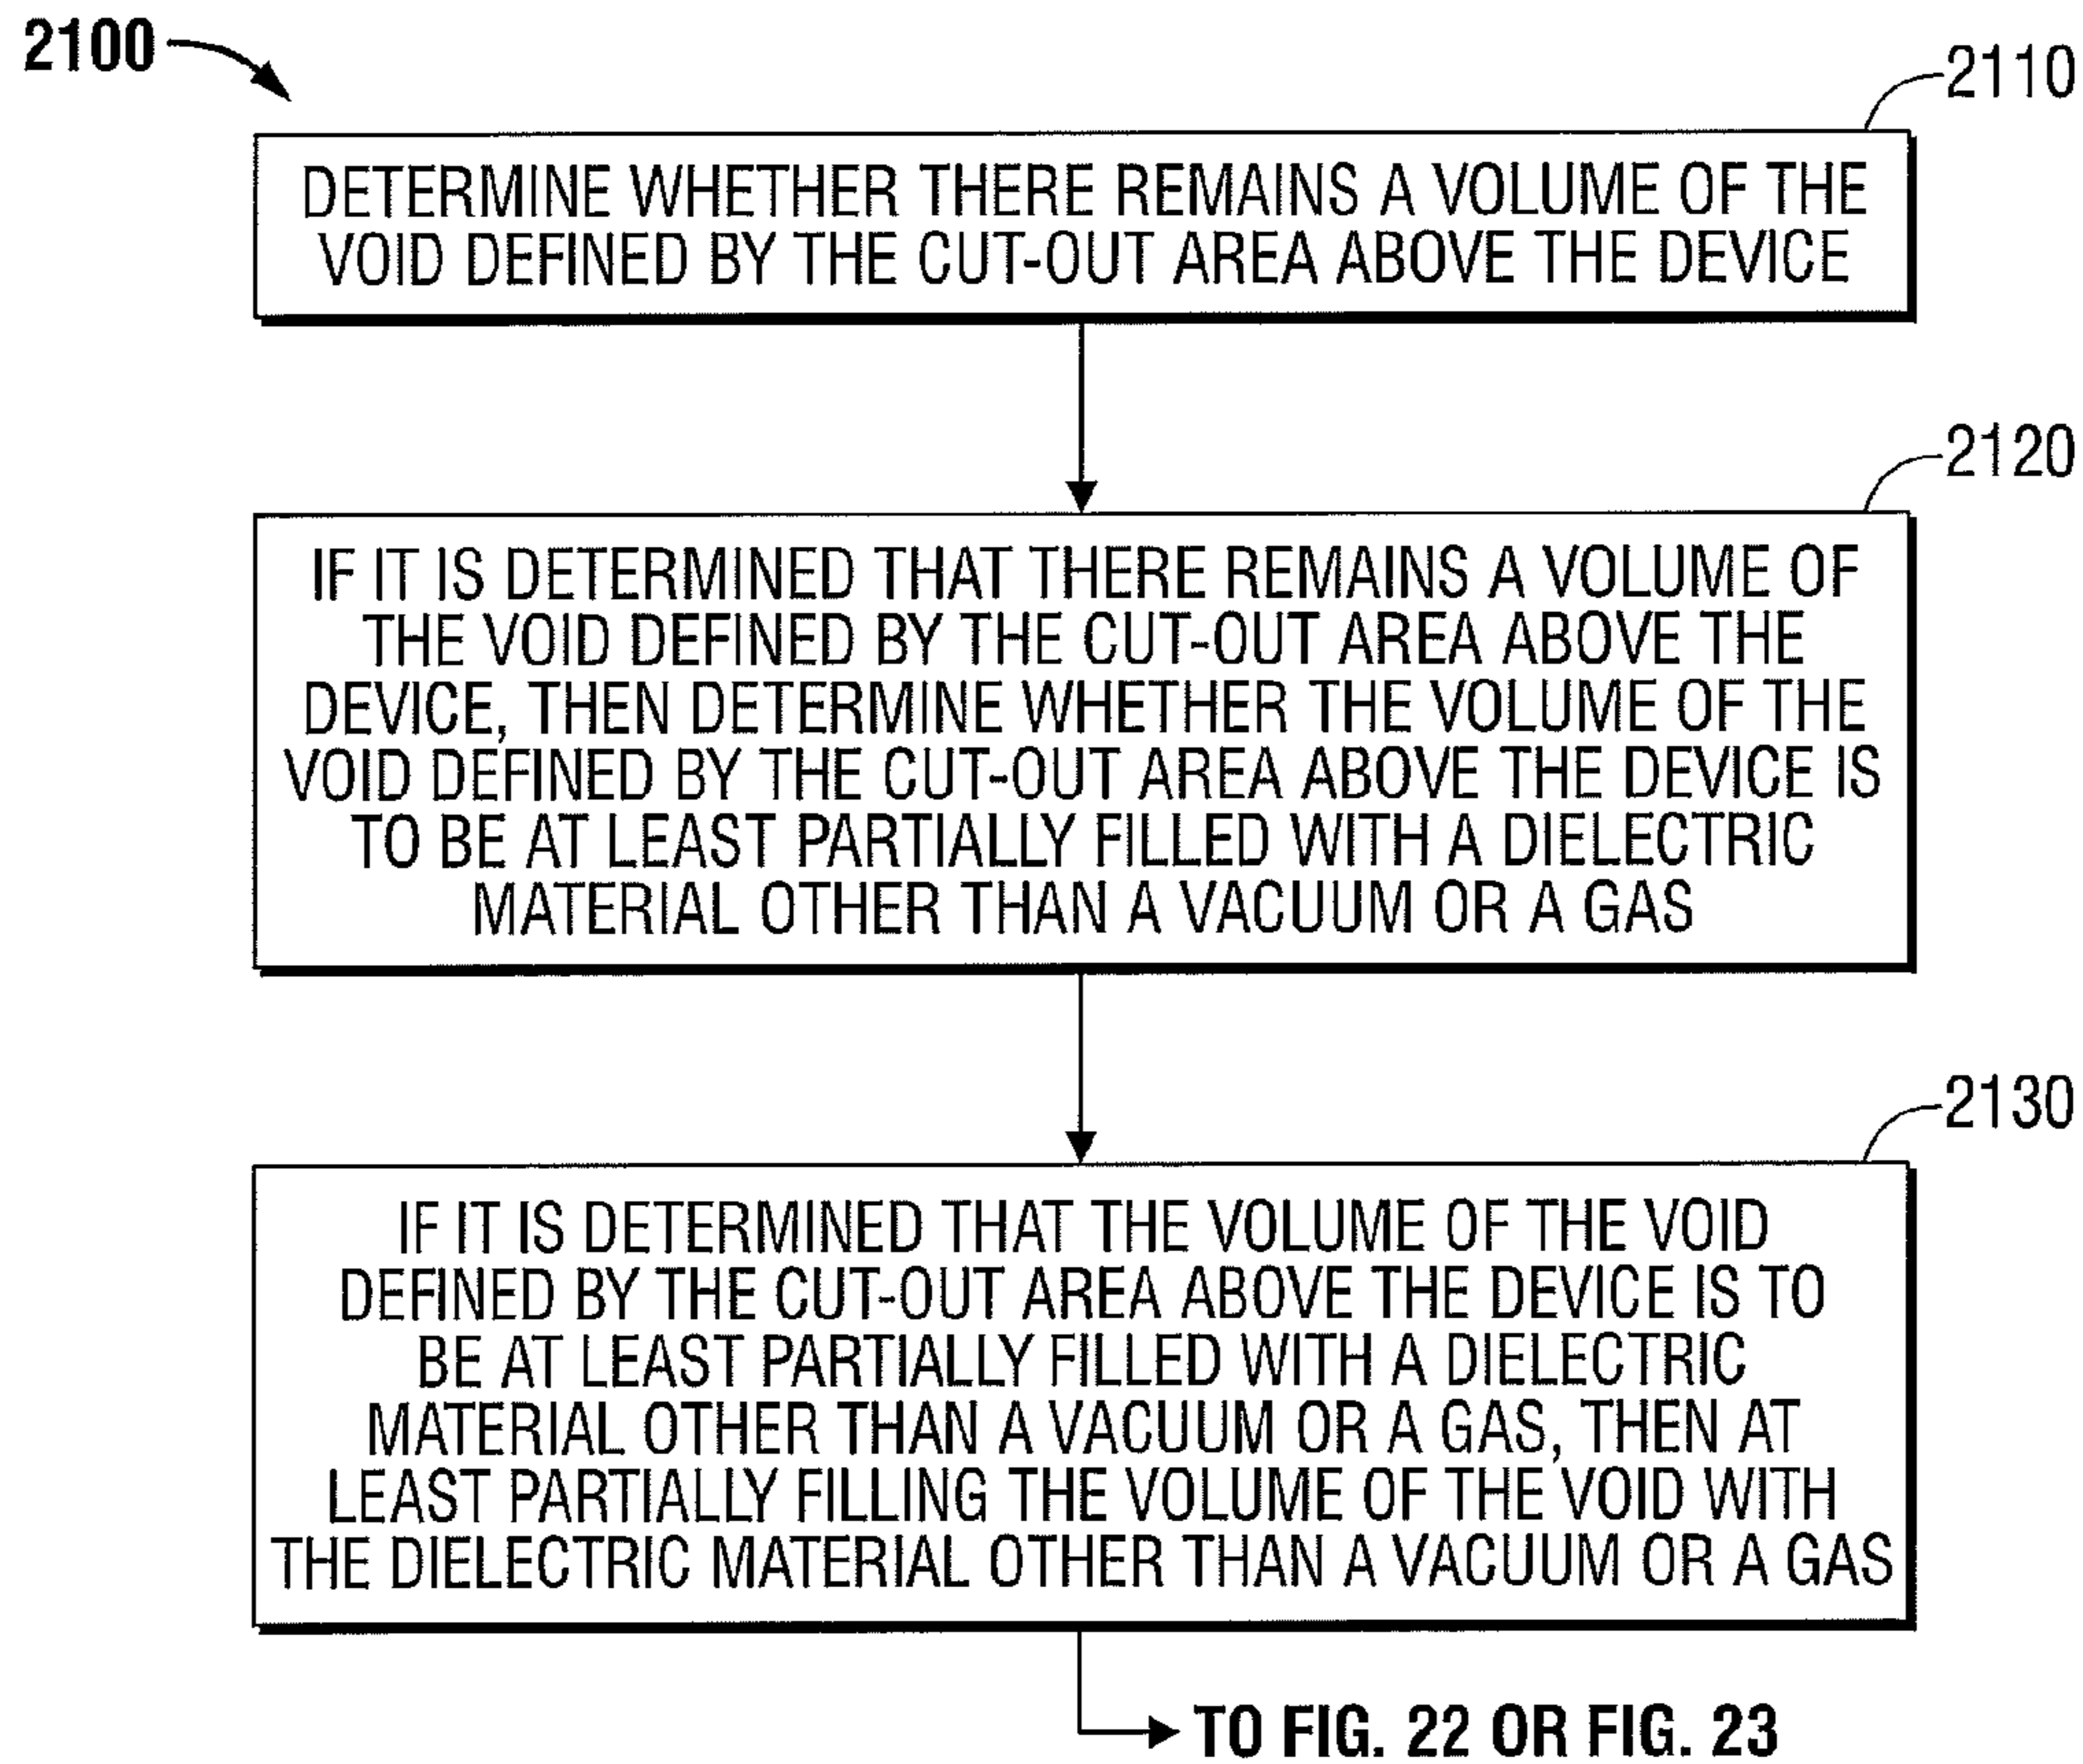 2100
2110
DETERMINE WHETHER THERE REMAINS A VOLUME OF THE
VOID DEFINED BY THE CUT-OUT AREA ABOVE THE DEVICE
2120
IF IT IS DETERMINED THAT THERE REMAINS A VOLUME OF
THE VOID DEFINED BY THE CUT-OUT AREA ABOVE THE
DEVICE, THEN DETERMINE WHETHER THE VOLUME OF THE
VOID DEFINED BY THE CUT-OUT AREA ABOVE THE DEVICE IS
TO BE AT LEAST PARTIALLY FILLED WITH A DIELECTRIC
MATERIAL OTHER THAN A VACUUM OR A GAS
2130
IF IT IS DETERMINED THAT THE VOLUME OF THE VOID
DEFINED BY THE CUT-OUT AREA ABOVE THE DEVICE IS TO
BE AT LEAST PARTIALLY FILLED WITH A DIELECTRIC
MATERIAL OTHER THAN A VACUUM OR A GAS, THEN AT
LEAST PARTIALLY FILLING THE VOLUME OF THE VOID WITH
THE DIELECTRIC MATERIAL OTHER THAN A VACUUM OR A GAS
TO FIG. 22 OR FIG. 23